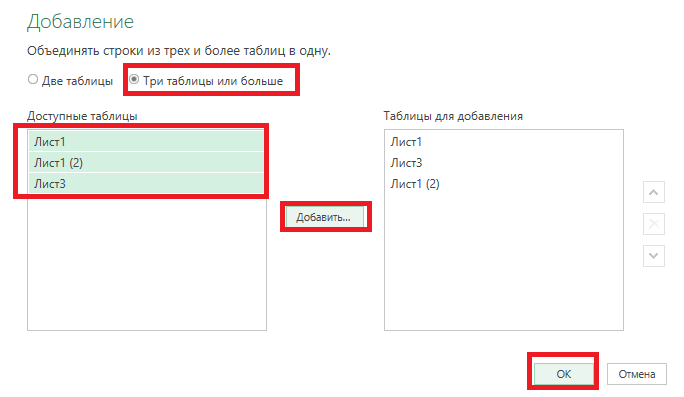 Добавление
Объединять строки из трех и более таблиц в одну.
Две таблицы Три таблицы или больше
Доступные таблицы Таблицы для добавления
Лист1 Лист1
Лист1 (2) Лист3
Лист3 Лист1 (2)
Добавить...
ОК Отмена